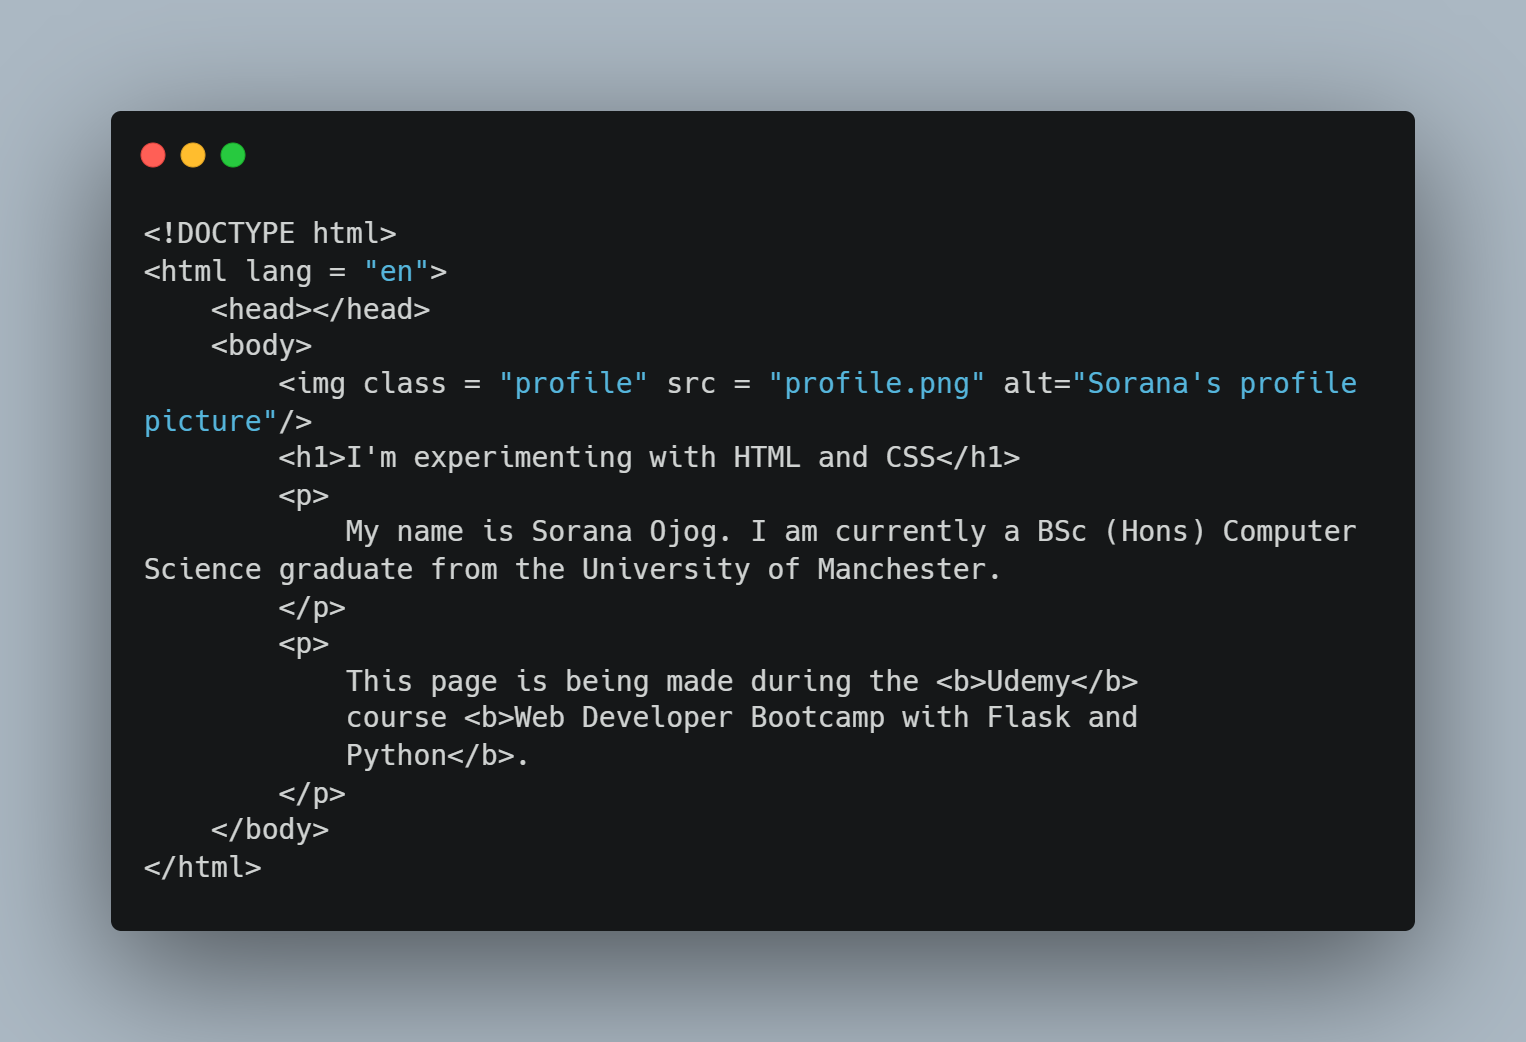 <!DOCTYPE html>
<html lang = "en">
    <head></head>
    <body>
        <img class = "profile" src = "profile.png" alt="Sorana's profile
picture"/>
        <h1>I'm experimenting with HTML and CSS</h1>
        <p>
            My name is Sorana Ojog. I am currently a BSc (Hons) Computer
Science graduate from the University of Manchester.
        </p>
        <p>
            This page is being made during the <b>Udemy</b>
            course <b>Web Developer Bootcamp with Flask and
            Python</b>.
        </p>
    </body>
</html>